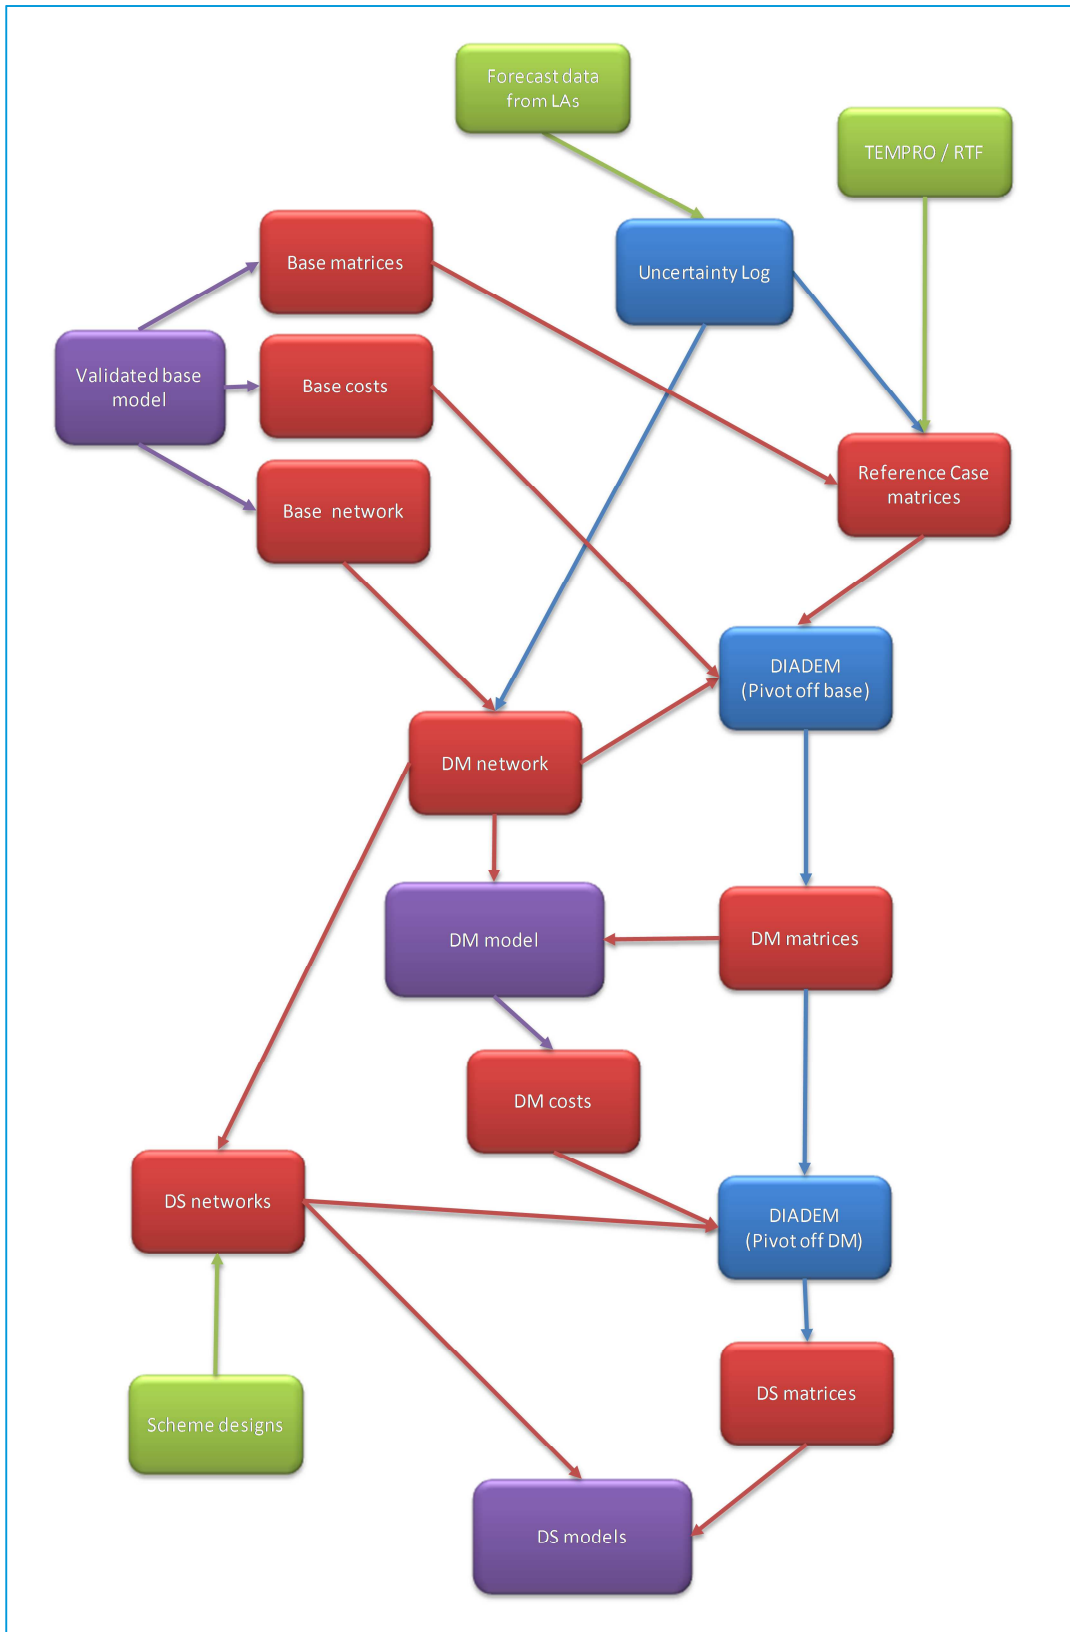 Forecast data
from LAs
TEMPRO / RTF
Base matrices
Uncertainty Log
Validated base
model
Base costs
Base network
Reference Case
matrices
DIADEM
(Pivot off base)
DM network
DM model
DM matrices
DM costs
DS networks
DIADEM
(Pivot off DM)
DS matrices
Scheme designs
DS models